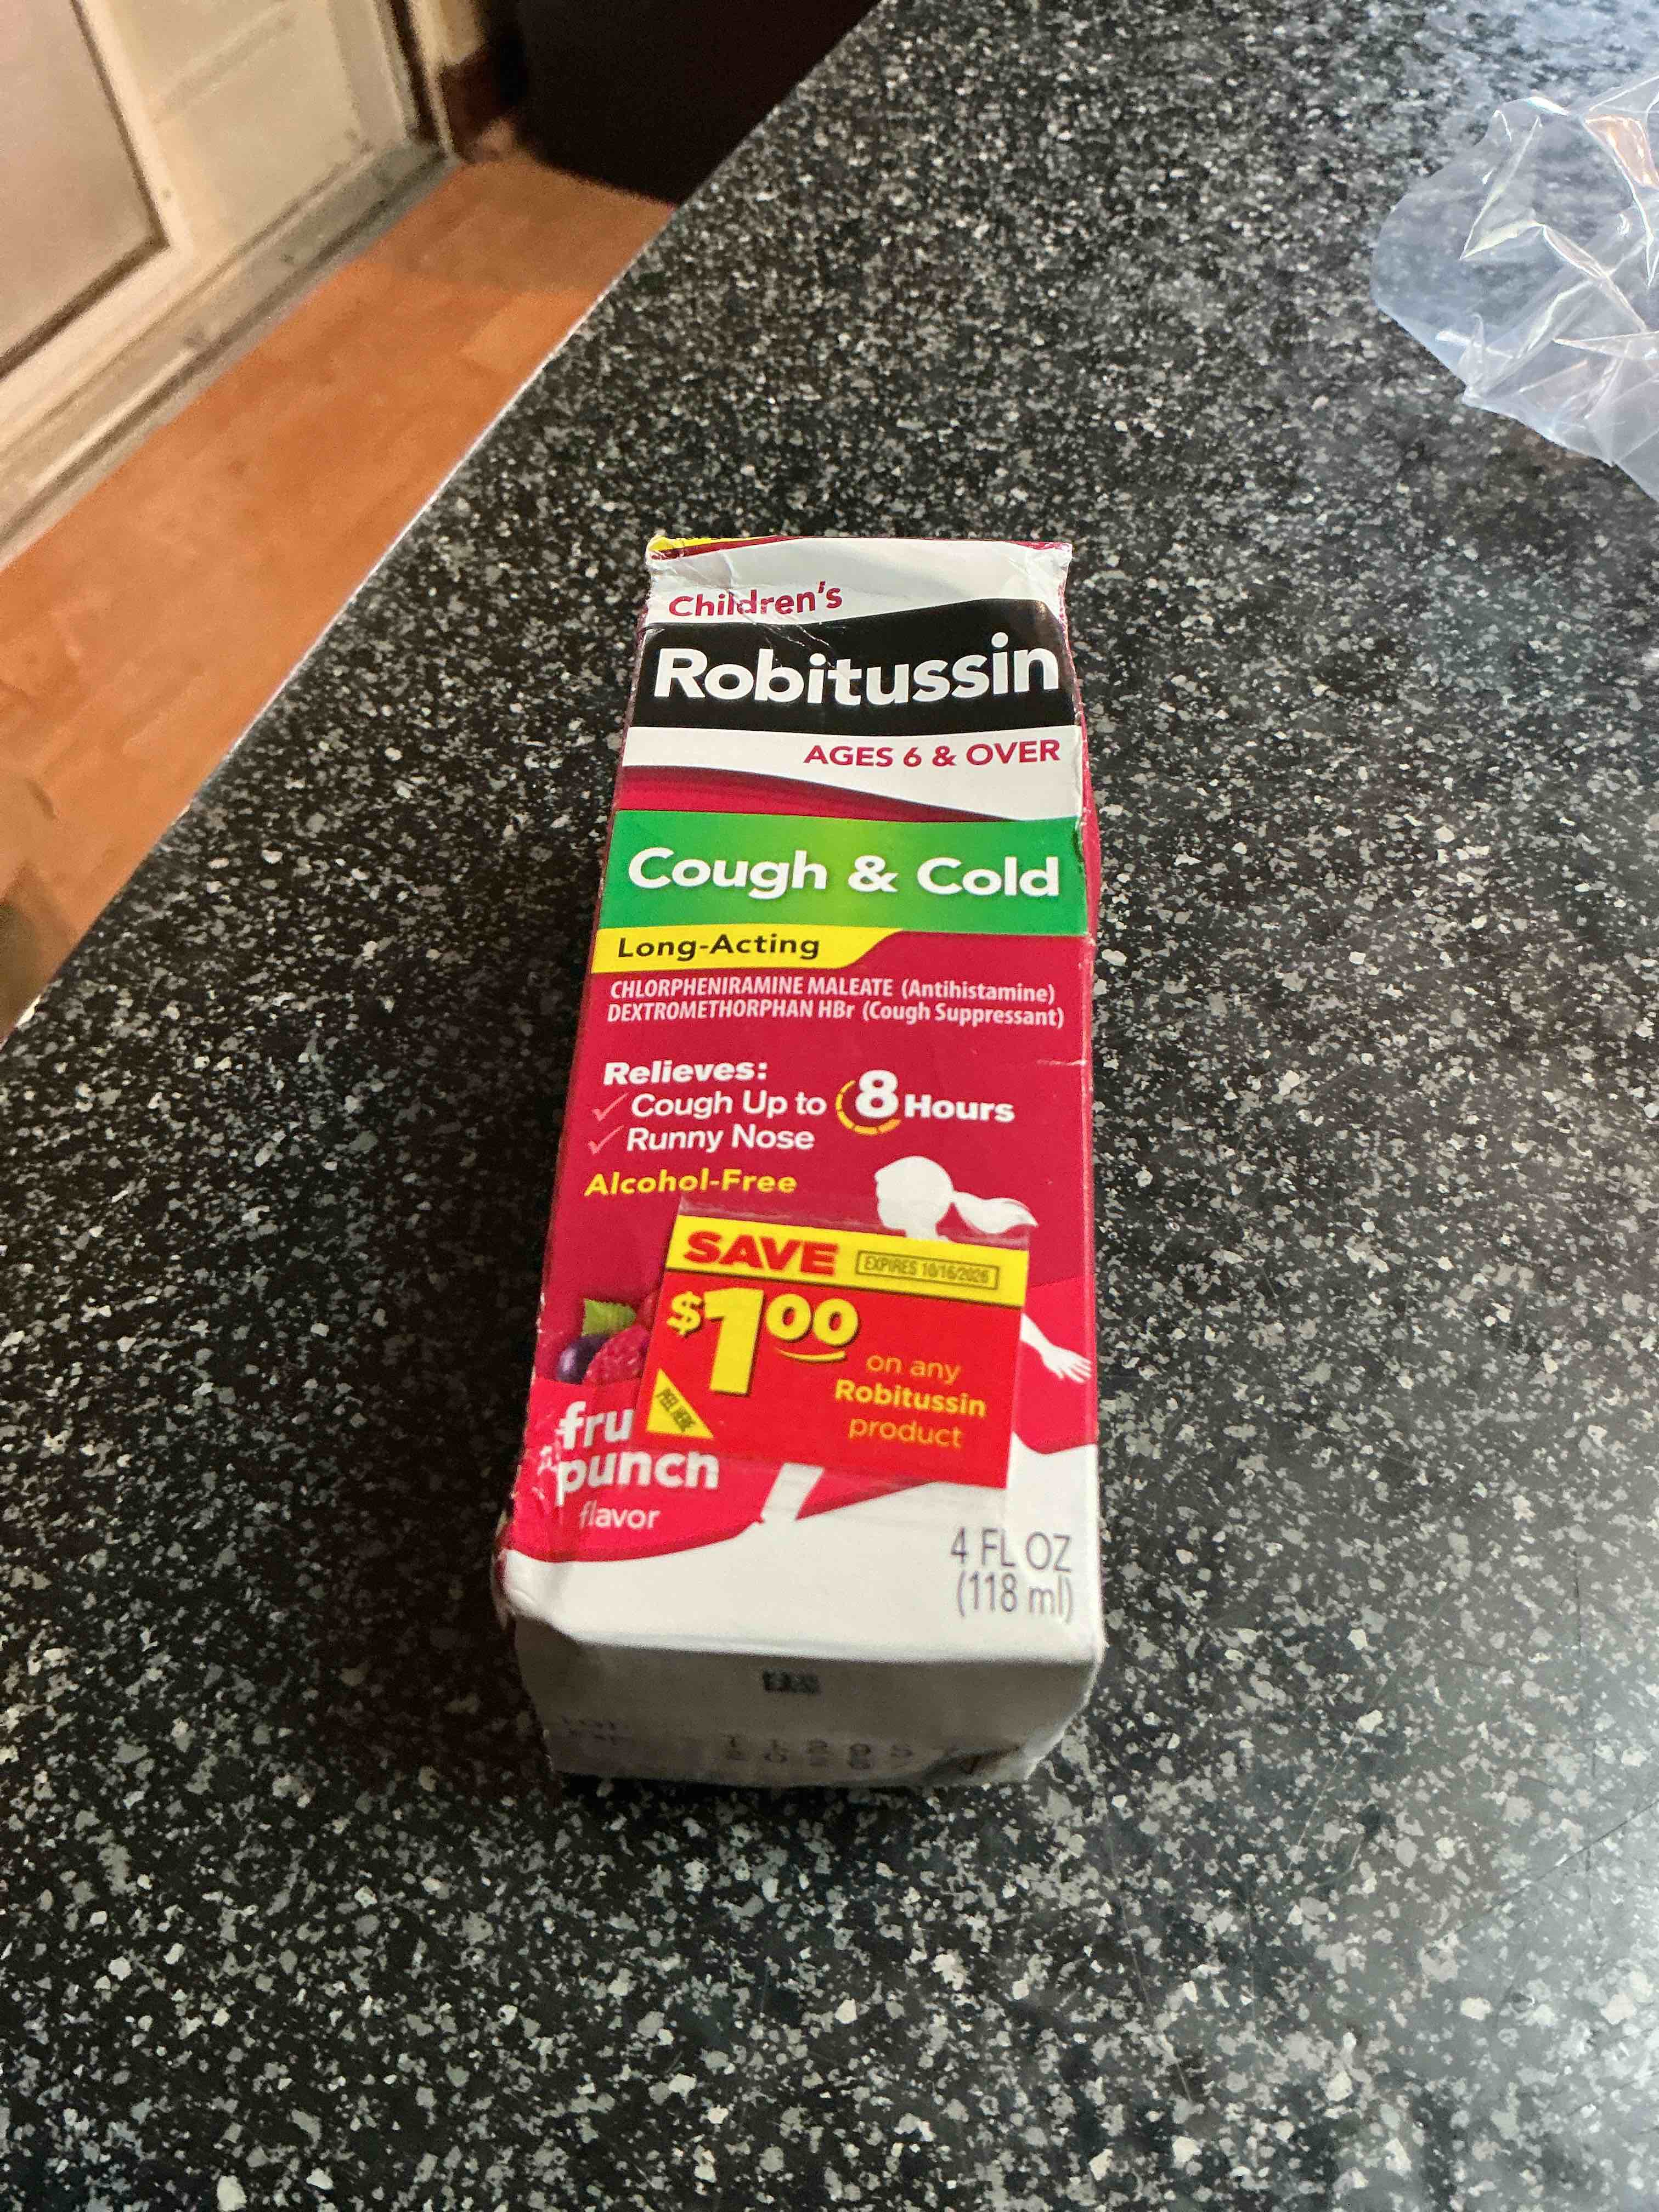 Children's
Robitussin
AGES 6 & OVER
Cough & Cold
Long-Acting
CHLORPHENIRAMINE MALEATE (Antihistamine)
DEXTROMETHORPHAN HBr (Cough Suppressant)
Relieves:
Cough Up to 8 Hours
Runny Nose
Alcohol-Free
SAVE EXPIRES 10/16/2026
$1.00
on any
Robitussin
product
PEEL HERE
fru
punch
flavor
4 FL OZ
(118 ml)